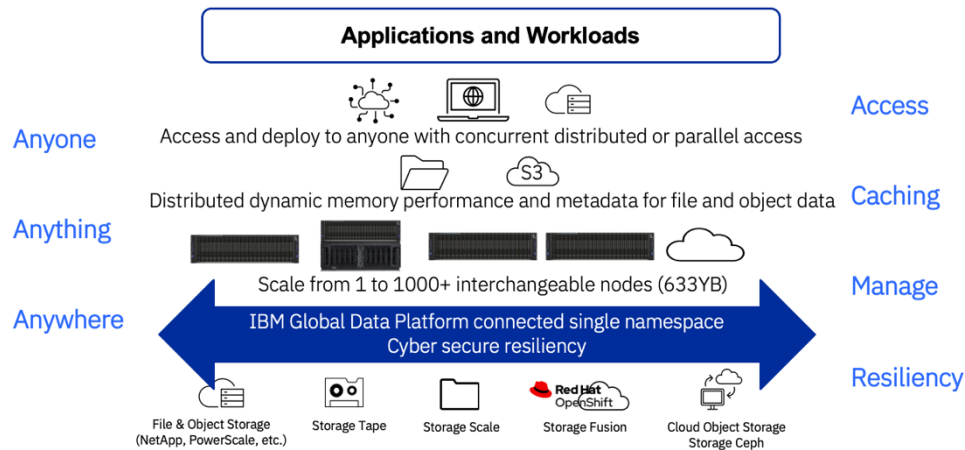 Applications and Workloads
Access
Anyone
Access and deploy to anyone with concurrent distributed or parallel access
S3
Caching
Distributed dynamic memory performance and metadata for file and object data
Anything
Scale from 1 to 1000+ interchangeable nodes (633YB)
Manage
Anywhere
IBM Global Data Platform connected single namespace
Cyber secure resiliency
Resiliency
Red Hat
OpenShift
File & Object Storage
(NetApp, PowerScale, etc.)
Storage Tape
Storage Scale
Storage Fusion
Cloud Object Storage
Storage Ceph